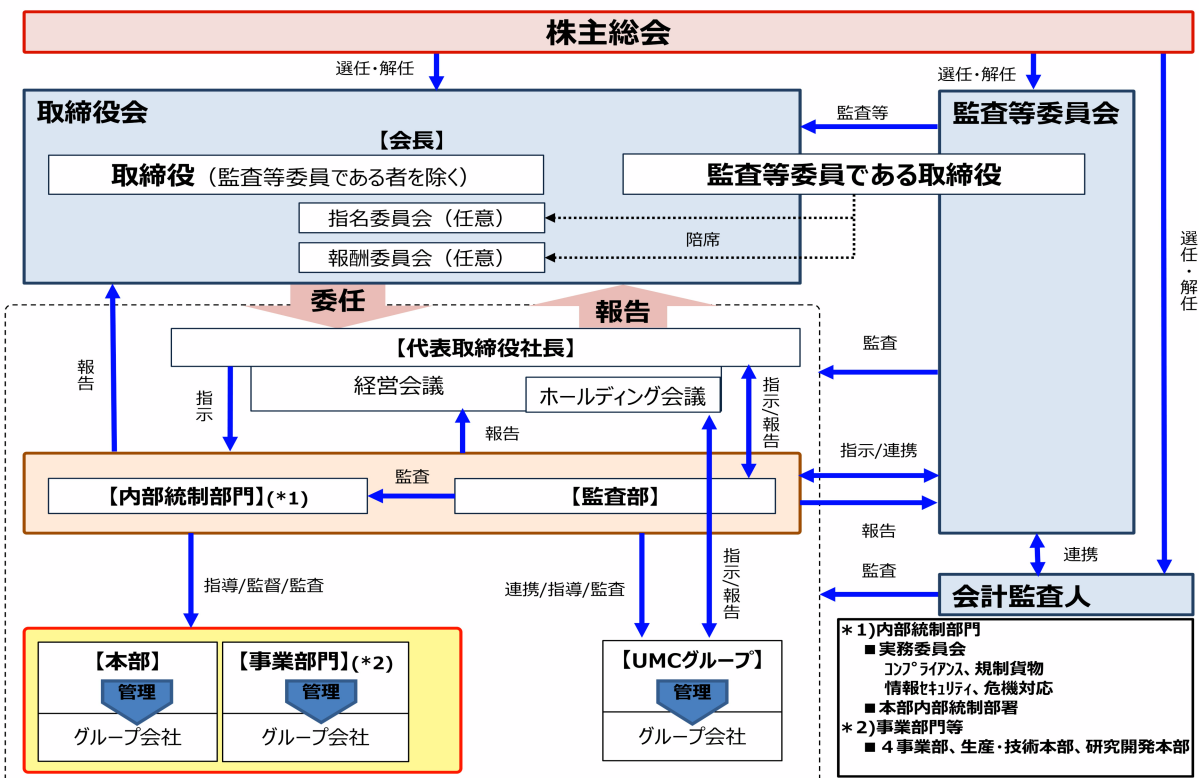 株主総会
選任・解任
選任・解任
取締役会
監査等
監査等委員会
【会長】
取締役（監査等委員である者を除く）
監査等委員である取締役
指名委員会（任意）
陪席
報酬委員会（任意）
選任・解任
委任
報告
【代表取締役社長】
監査
報告
指示
経営会議
ホールディング会議
指示/報告
報告
指示/連携
監査
【内部統制部門】(*1)
【監査部】
報告
連携
指導/監督/監査
連携/指導/監査
指示/報告
監査
会計監査人
【本部】
管理
グループ会社
【事業部門】(*2)
管理
グループ会社
【UMCグループ】
管理
グループ会社
＊1)内部統制部門
■実務委員会
ｺﾝﾌﾟﾗｲｱﾝｽ、規制貨物
情報ｾｷｭﾘﾃｨ、危機対応
■本部内部統制部署
＊2)事業部門等
■４事業部、生産・技術本部、研究開発本部